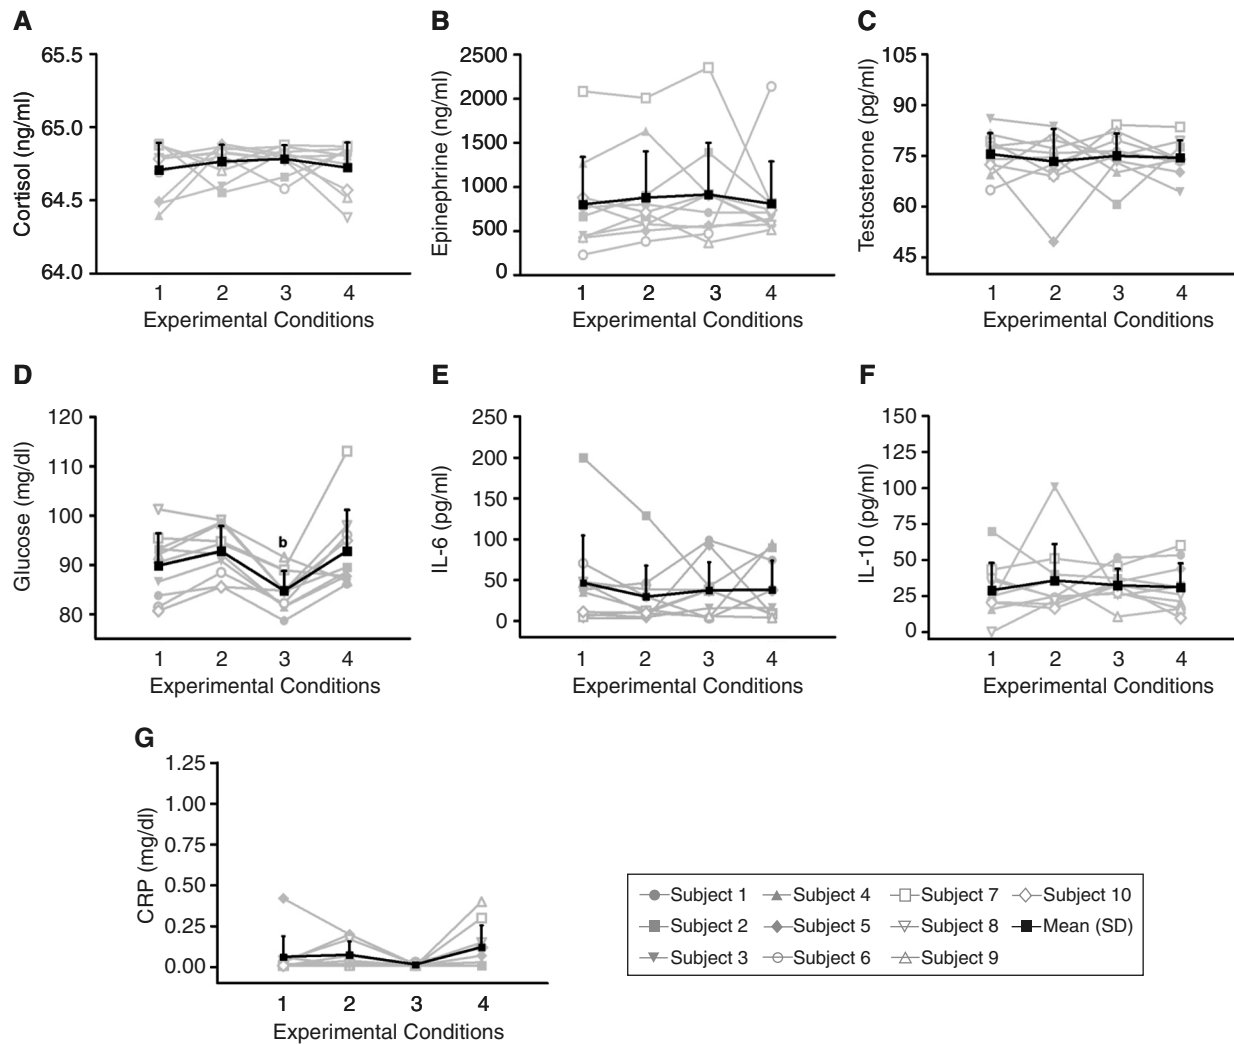 A
Cortisol (ng/ml)
65.5
65.0
64.5
64.0
1 2 3 4
Experimental Conditions
B
Epinephrine (ng/ml)
2500
2000
1500
1000
500
0
1 2 3 4
Experimental Conditions
C
Testosterone (pg/ml)
105
90
75
60
45
1 2 3 4
Experimental Conditions
D
Glucose (mg/dl)
120
110
100
90
80
b
1 2 3 4
Experimental Conditions
E
IL-6 (pg/ml)
250
200
150
100
50
0
1 2 3 4
Experimental Conditions
F
IL-10 (pg/ml)
150
125
100
75
50
25
0
1 2 3 4
Experimental Conditions
G
CRP (mg/dl)
1.25
1.00
0.75
0.50
0.25
0.00
1 2 3 4
Experimental Conditions
Subject 1 Subject 4 Subject 7 Subject 10
Subject 2 Subject 5 Subject 8 Mean (SD)
Subject 3 Subject 6 Subject 9